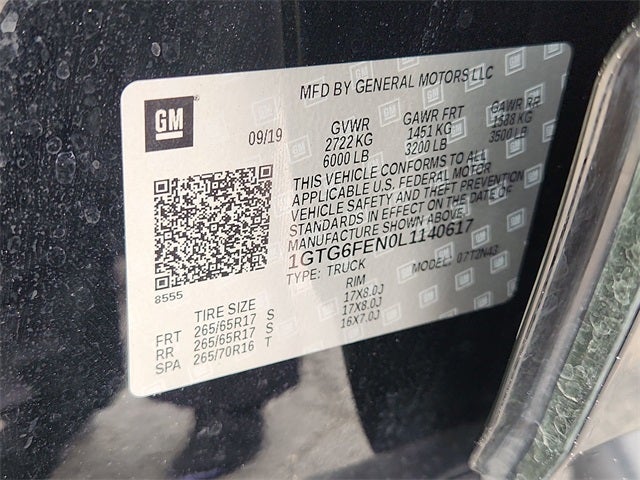 MFD BY GENERAL MOTORS LLC
GM
09/19
GVWR GAWR FRT GAWR RR
2722 KG 1451 KG 1588 KG
6000 LB 3200 LB 3500 LB
THIS VEHICLE CONFORMS TO ALL
APPLICABLE U.S. FEDERAL MOTOR
VEHICLE SAFETY AND THEFT PREVENTION
STANDARDS IN EFFECT ON THE DATE OF
MANUFACTURE SHOWN ABOVE.
1GTG6FEN0L1140617
TYPE: TRUCK MODEL: 07T2N43
8555
TIRE SIZE RIM
FRT 265/65R17 S 17X8.0J
RR 265/65R17 S 17X8.0J
SPA 265/70R16 T 16X7.0J